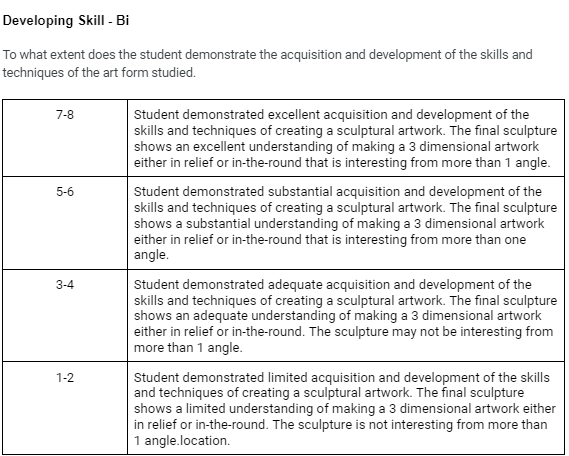 Developing Skill - Bi
To what extent does the student demonstrate the acquisition and development of the skills and
techniques of the art form studied.
7-8
Student demonstrated excellent acquisition and development of the
skills and techniques of creating a sculptural artwork. The final sculpture
shows an excellent understanding of making a 3 dimensional artwork
either in relief or in-the-round that is interesting from more than 1 angle.
5-6
Student demonstrated substantial acquisition and development of the
skills and techniques of creating a sculptural artwork. The final sculpture
shows a substantial understanding of making a 3 dimensional artwork
either in relief or in-the-round that is interesting from more than one
angle.
3-4
Student demonstrated adequate acquisition and development of the
skills and techniques of creating a sculptural artwork. The final sculpture
shows an adequate understanding of making a 3 dimensional artwork
either in relief or in-the-round. The sculpture may not be interesting from
more than 1 angle.
1-2
Student demonstrated limited acquisition and development of the skills
and techniques of creating a sculptural artwork. The final sculpture
shows a limited understanding of making a 3 dimensional artwork either
in relief or in-the-round. The sculpture is not interesting from more than
1 angle.location.